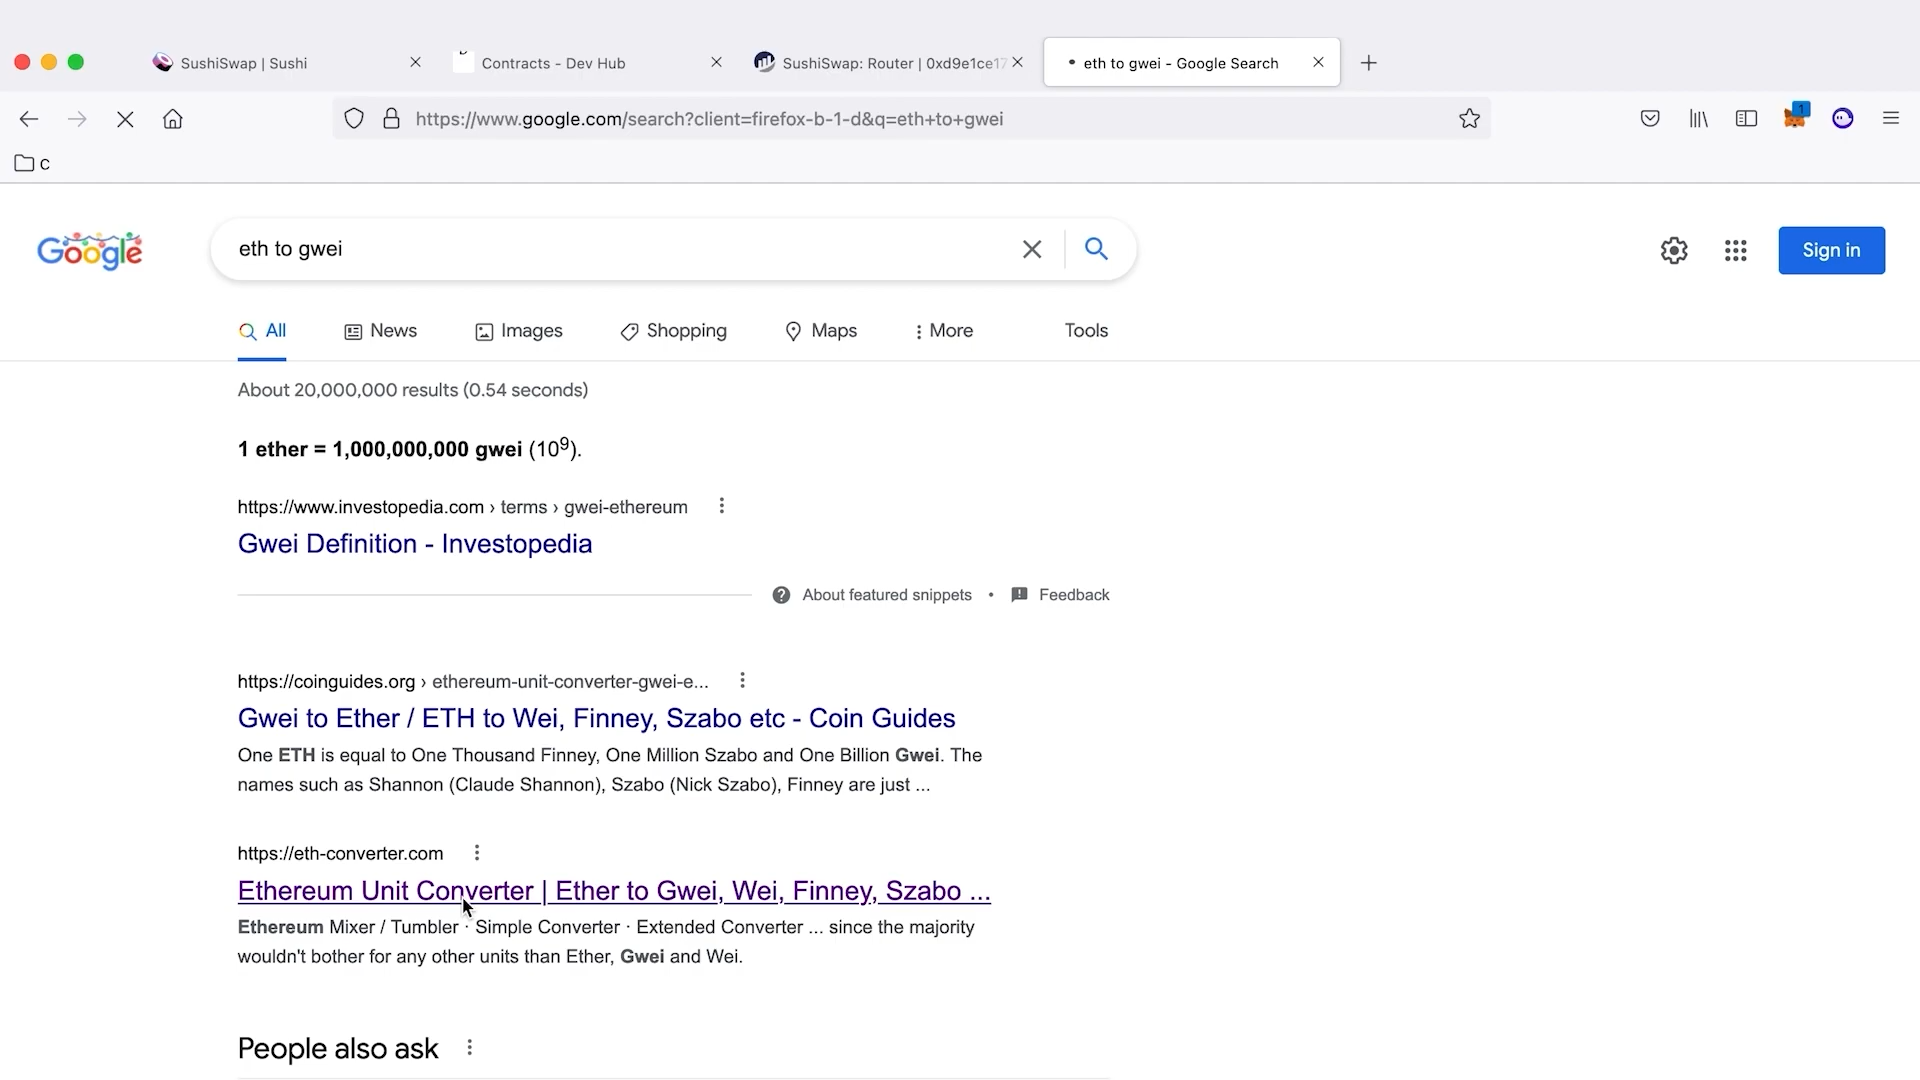 SushiSwap | Sushi
Contracts - Dev Hub
SushiSwap: Router | 0xd9e1ce17
eth to gwei - Google Search
https://www.google.com/search?client=firefox-b-1-d&q=eth+to+gwei
1
C
Google
eth to gwei
Sign in
All
News
Images
Shopping
Maps
More
Tools
About 20,000,000 results (0.54 seconds)
1 ether = 1,000,000,000 gwei (10⁹).
https://www.investopedia.com › terms › gwei-ethereum
Gwei Definition - Investopedia
About featured snippets • Feedback
https://coinguides.org › ethereum-unit-converter-gwei-e...
Gwei to Ether / ETH to Wei, Finney, Szabo etc - Coin Guides
One ETH is equal to One Thousand Finney, One Million Szabo and One Billion Gwei. The
names such as Shannon (Claude Shannon), Szabo (Nick Szabo), Finney are just ...
https://eth-converter.com
Ethereum Unit Converter | Ether to Gwei, Wei, Finney, Szabo ...
Ethereum Mixer / Tumbler · Simple Converter · Extended Converter ... since the majority
wouldn't bother for any other units than Ether, Gwei and Wei.
People also ask